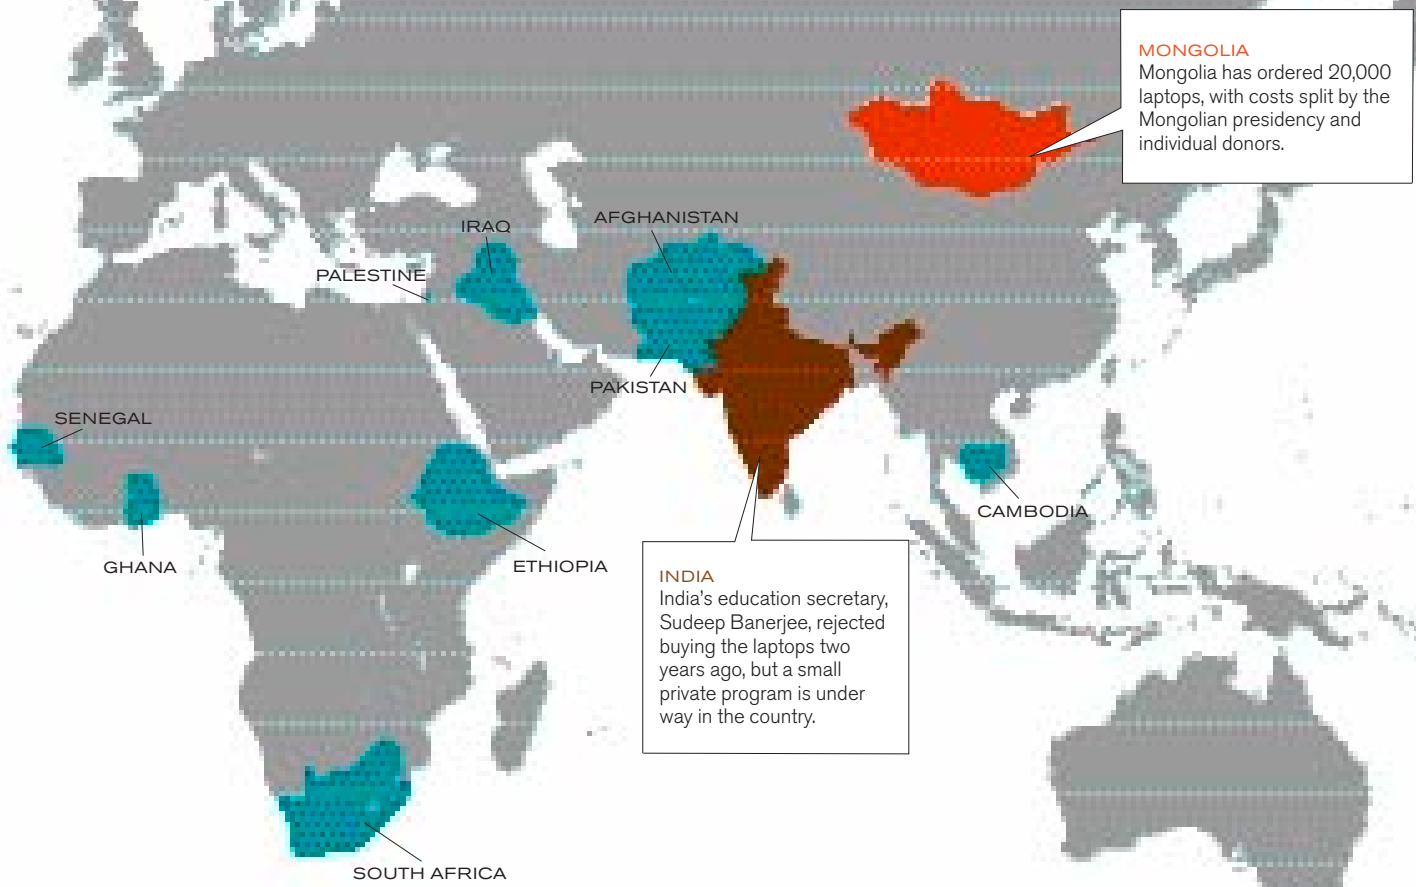 MONGOLIA
Mongolia has ordered 20,000
laptops, with costs split by the
Mongolian presidency and
individual donors.
AFGHANISTAN
IRAQ
PALESTINE
PAKISTAN
SENEGAL
CAMBODIA
GHANA
ETHIOPIA
INDIA
India’s education secretary,
Sudeep Banerjee, rejected
buying the laptops two
years ago, but a small
private program is under
way in the country.
SOUTH AFRICA